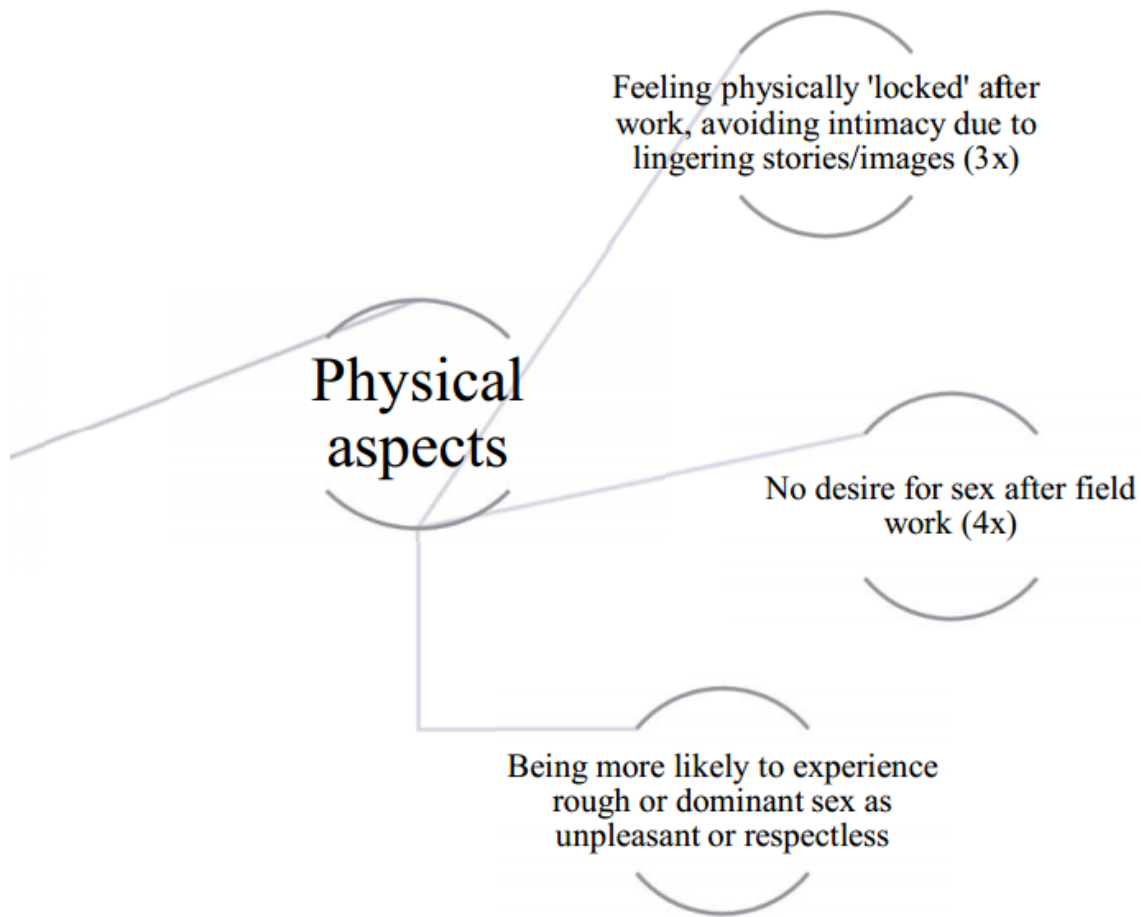 Feeling physically 'locked' after
work, avoiding intimacy due to
lingering stories/images (3x)
Physical
aspects
No desire for sex after field
work (4x)
Being more likely to experience
rough or dominant sex as
unpleasant or respectless